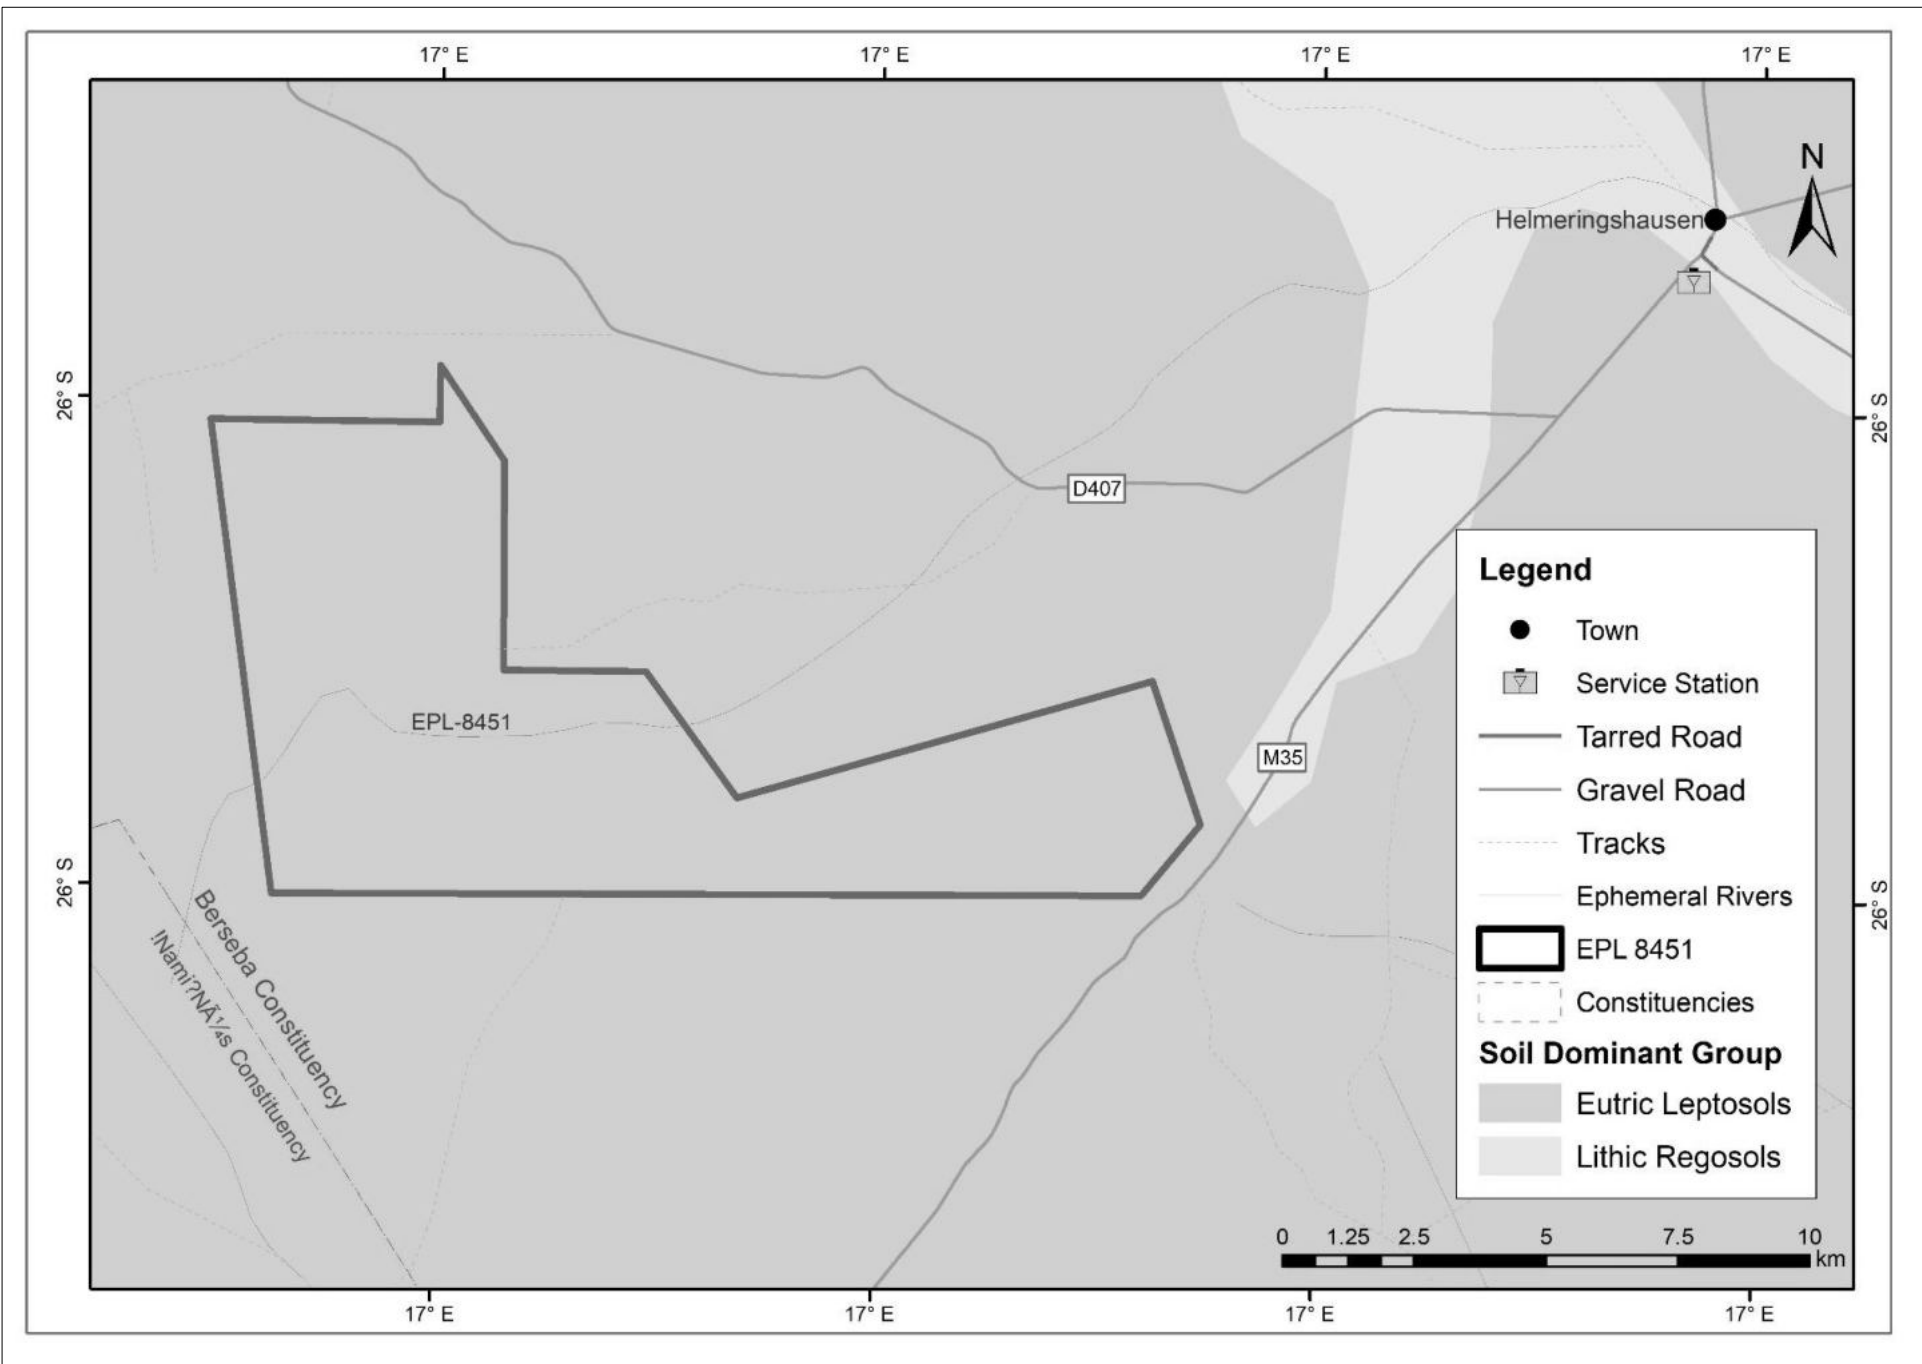 17° E 17° E 17° E 17° E
N
Helmeringshausen
26° S
26° S
D407
EPL-8451
M35
26° S
26° S
Berseba Constituency
!Nami?NÃ¼s Constituency
Legend
Town
Service Station
Tarred Road
Gravel Road
Tracks
Ephemeral Rivers
EPL 8451
Constituencies
Soil Dominant Group
Eutric Leptosols
Lithic Regosols
0 1.25 2.5 5 7.5 10
km
17° E 17° E 17° E 17° E